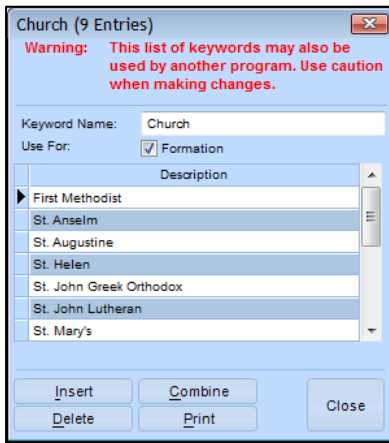 Church (9 Entries)
Warning: This list of keywords may also be
used by another program. Use caution
when making changes.
Keyword Name: Church
Use For: Formation
Description
First Methodist
St. Anselm
St. Augustine
St. Helen
St. John Greek Orthodox
St. John Lutheran
St. Mary's
Insert Combine
Close
Delete Print